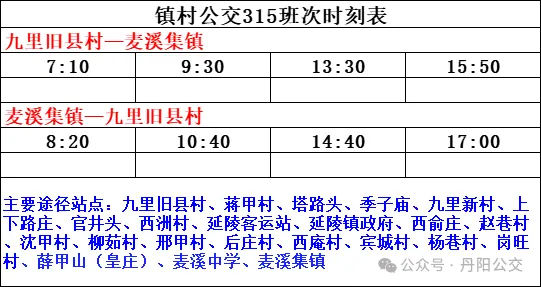 镇村公交315班次时刻表
九里旧县村—麦溪集镇
7:10 9:30 13:30 15:50
麦溪集镇—九里旧县村
8:20 10:40 14:40 17:00
主要途径站点：九里旧县村、蒋甲村、塔路头、季子庙、九里新村、上
下路庄、官井头、西洲村、延陵客运站、延陵镇政府、西俞庄、赵巷村
、沈甲村、柳茹村、邢甲村、后庄村、西庵村、宾城村、杨巷村、岗旺
村、薛甲山（皇庄）、麦溪中学、麦溪集镇
公众号·丹阳公交